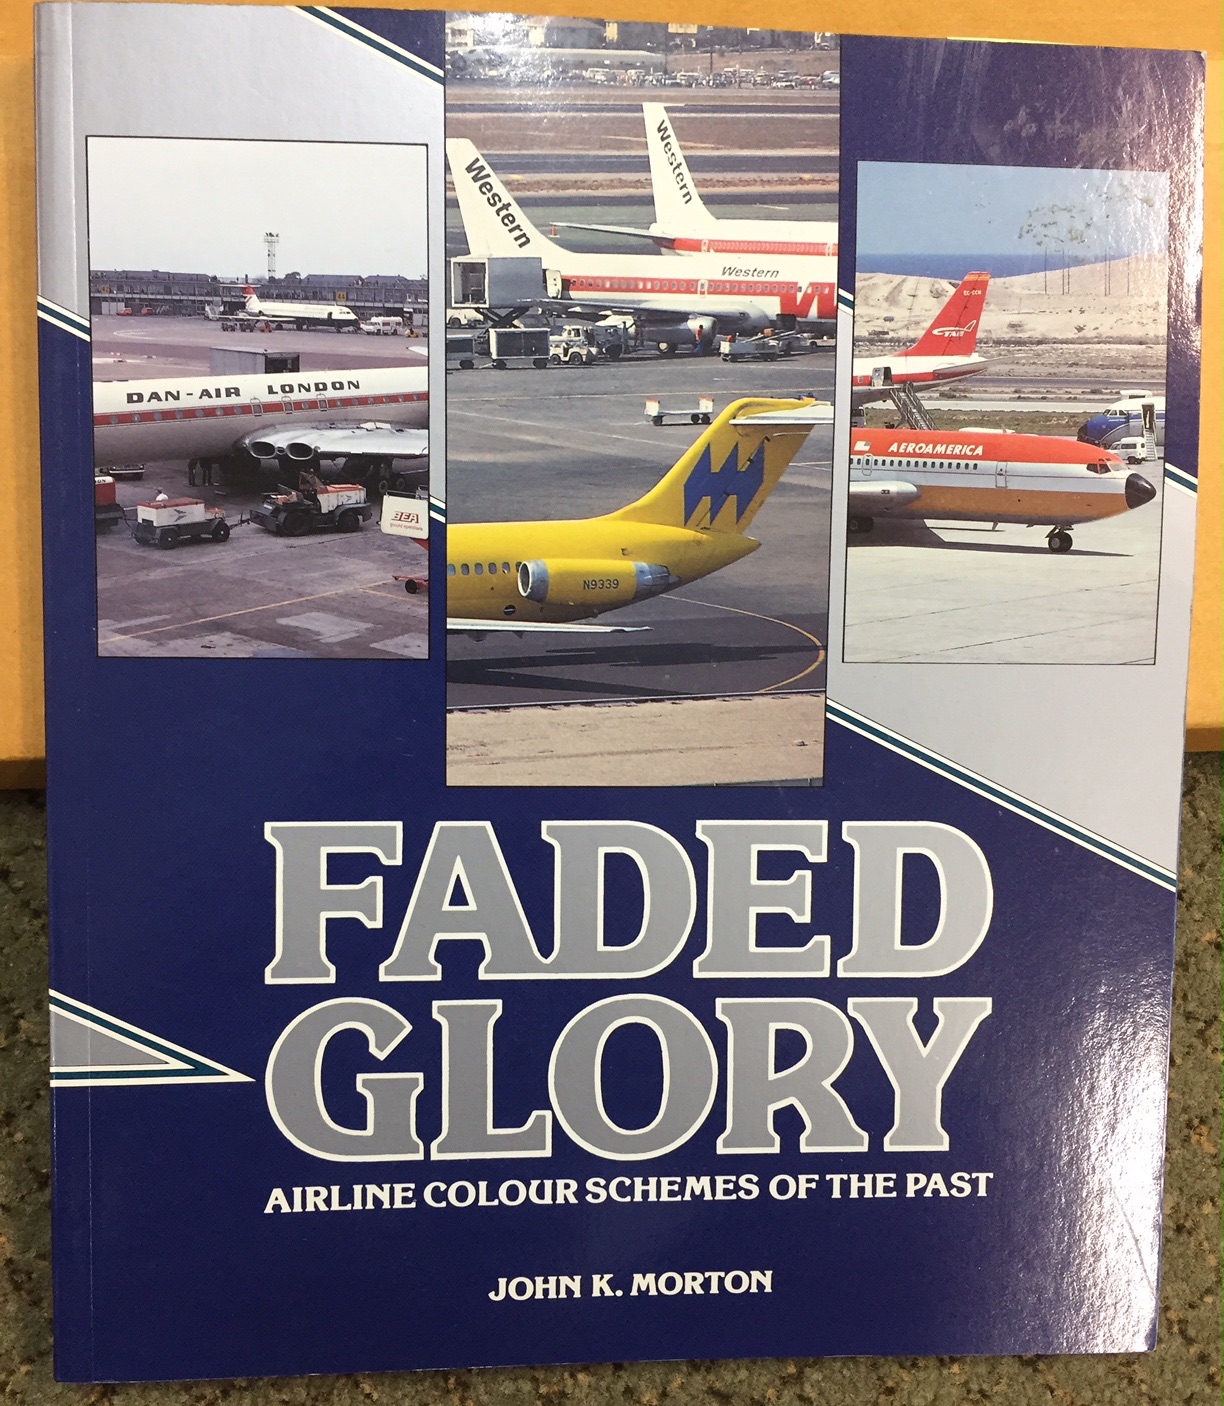 DAN-AIR LONDON
BEA
Western
Western
Western
N9339
TAE
AEROAMERICA
FADED
GLORY
AIRLINE COLOUR SCHEMES OF THE PAST
JOHN K. MORTON